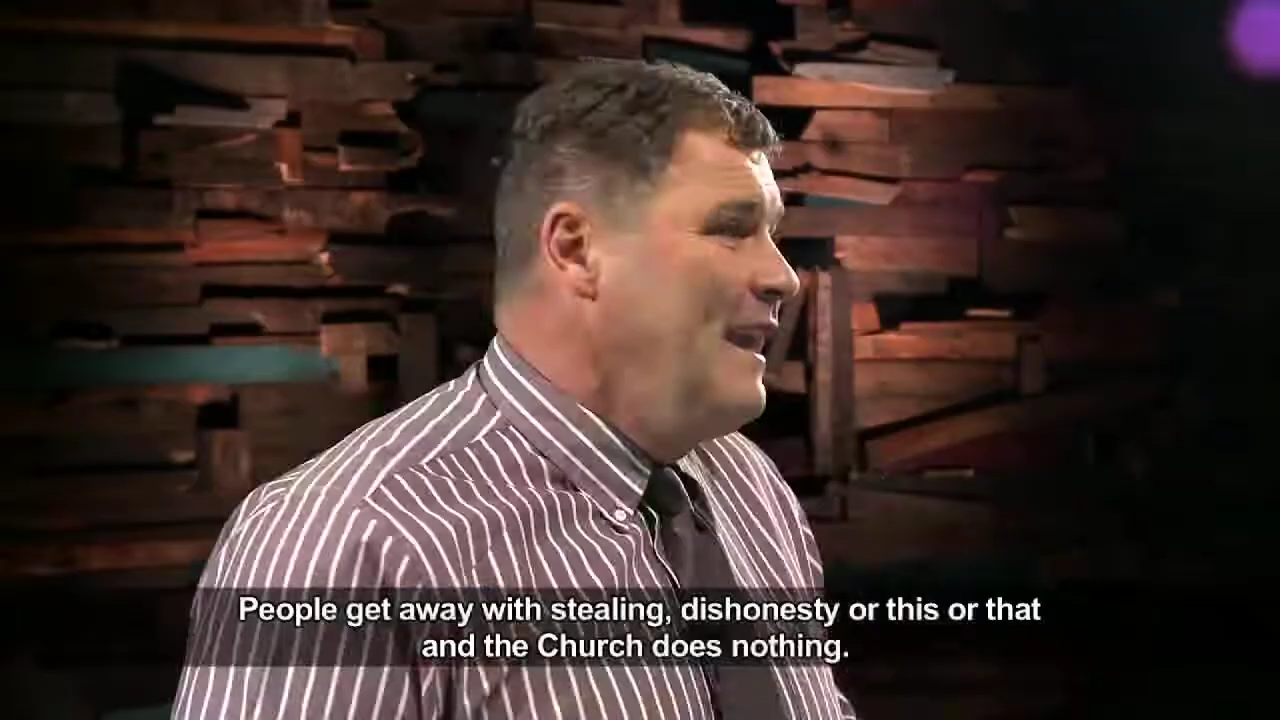 People get away with stealing, dishonesty or this or that
and the Church does nothing.